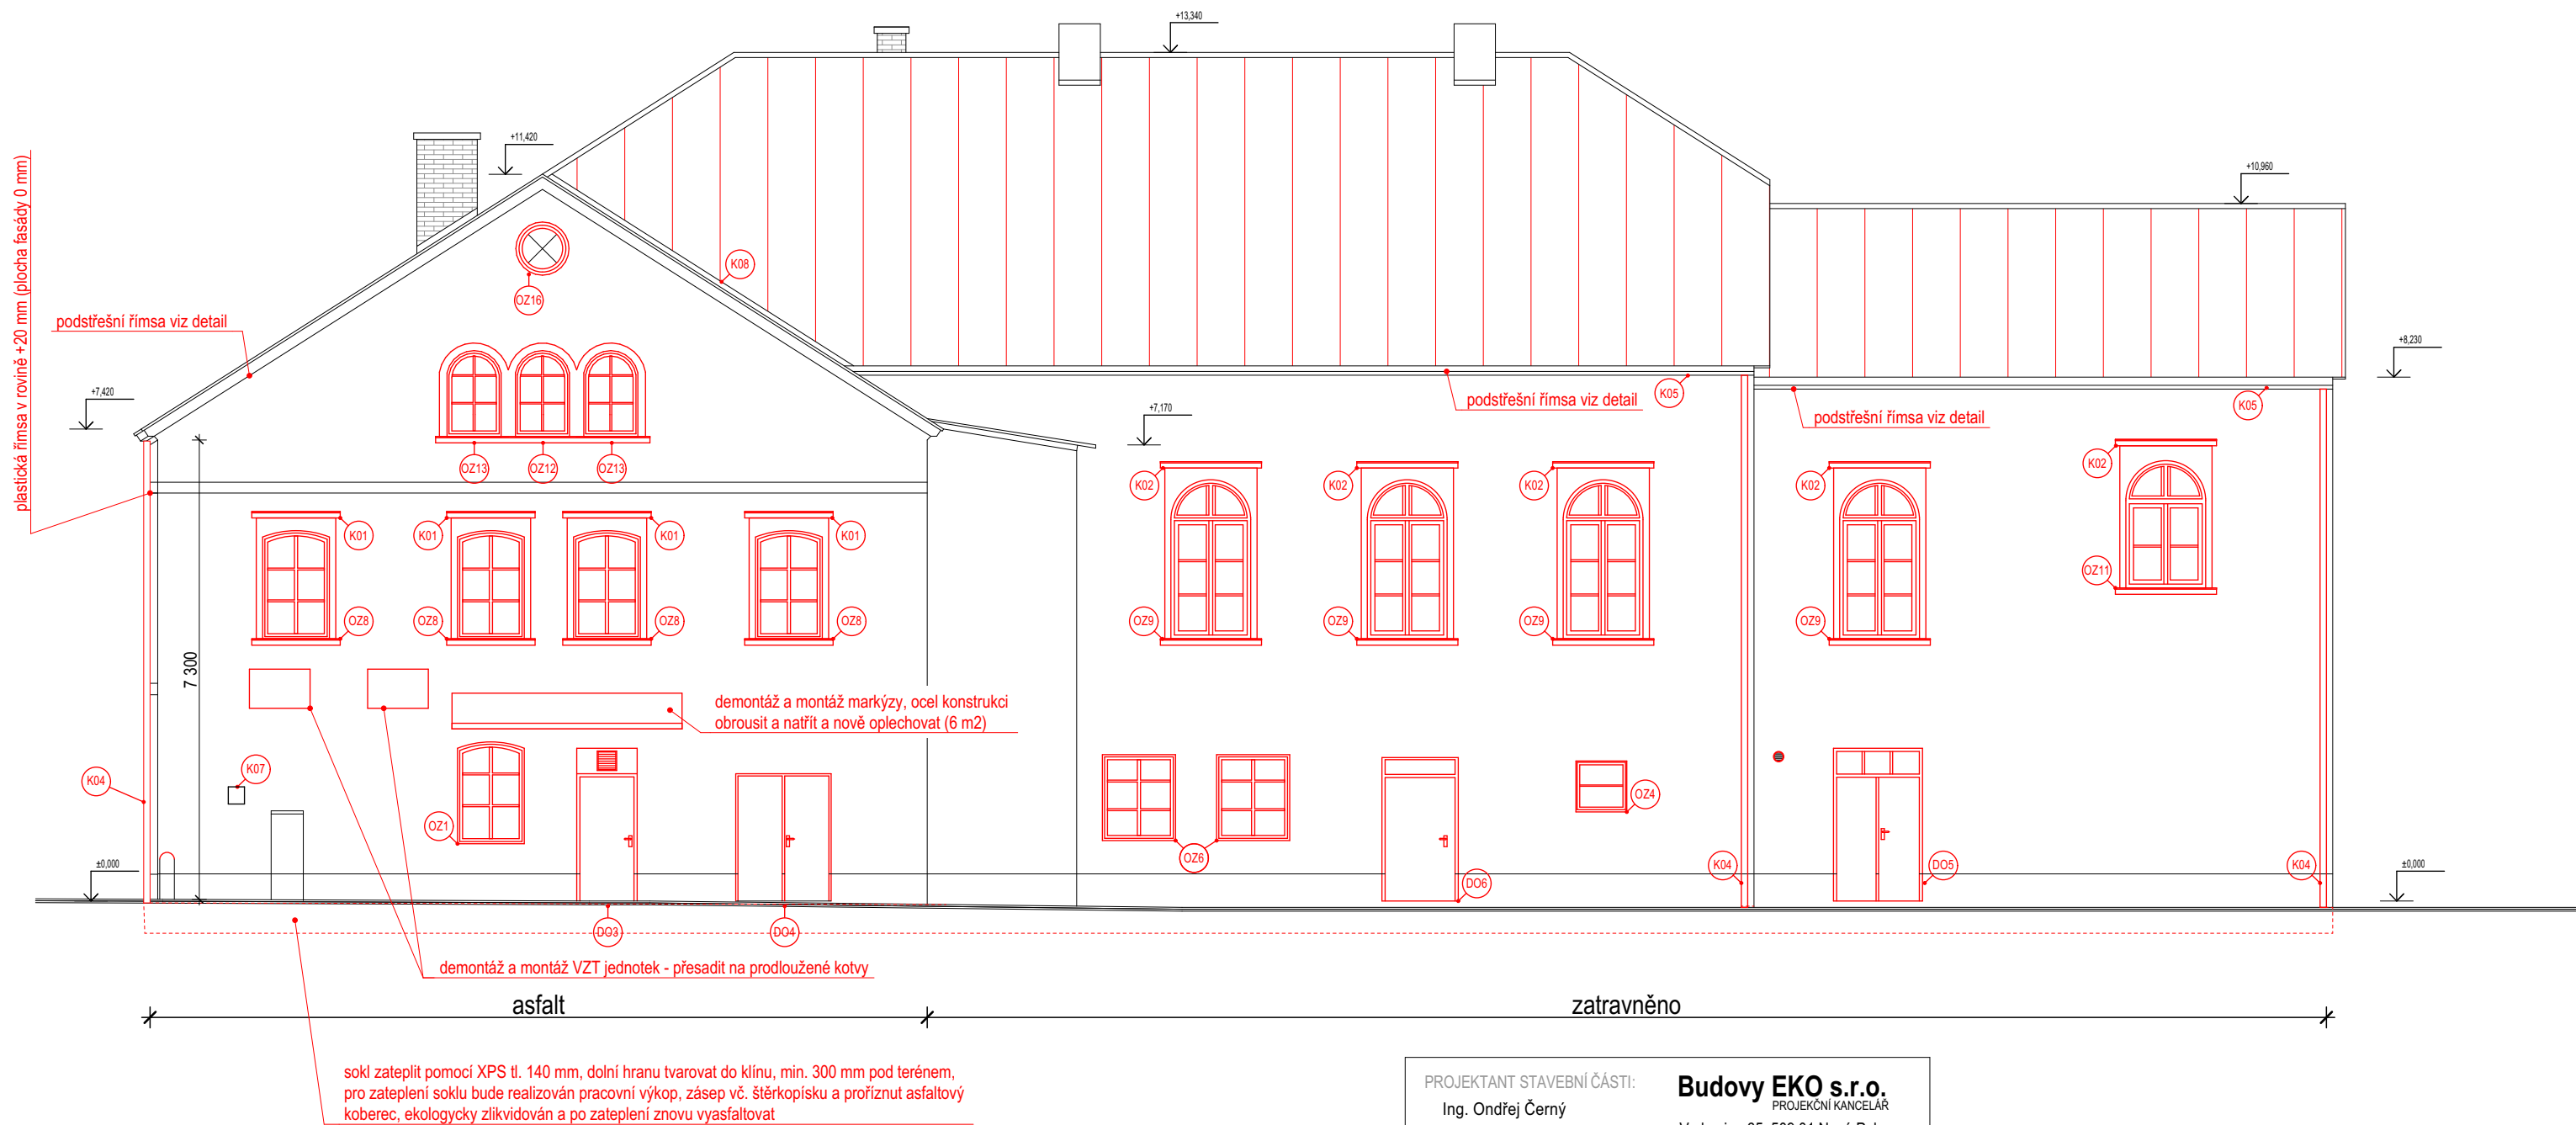 +13,340
+11,420
+10,960
plastická římsa v rovině +20 mm (plocha fasády 0 mm)
K08
OZ16
podstřešní římsa viz detail
+8,230
+7,420
podstřešní římsa viz detail
K05
K05
+7,170
podstřešní římsa viz detail
OZ13
OZ12
OZ13
K02
K02
K02
K02
K02
K01
K01
K01
K01
OZ11
OZ8
OZ8
OZ8
OZ8
OZ9
OZ9
OZ9
OZ9
7 300
demontáž a montáž markýzy, ocel konstrukci
obrousit a natřít a nově oplechovat (6 m2)
K07
K04
OZ4
OZ1
OZ6
±0,000
K04
DO5
K04
±0,000
DO6
DO3
DO4
demontáž a montáž VZT jednotek - přesadit na prodloužené kotvy
asfalt
zatravněno
sokl zateplit pomocí XPS tl. 140 mm, dolní hranu tvarovat do klínu, min. 300 mm pod terénem,
pro zateplení soklu bude realizován pracovní výkop, zásep vč. štěrkopísku a proříznut asfaltový
koberec, ekologycky zlikvidován a po zateplení znovu vyasfaltovat
PROJEKTANT STAVEBNÍ ČÁSTI:
Budovy EKO s.r.o.
PROJEKČNÍ KANCELÁŘ
Ing. Ondřej Černý